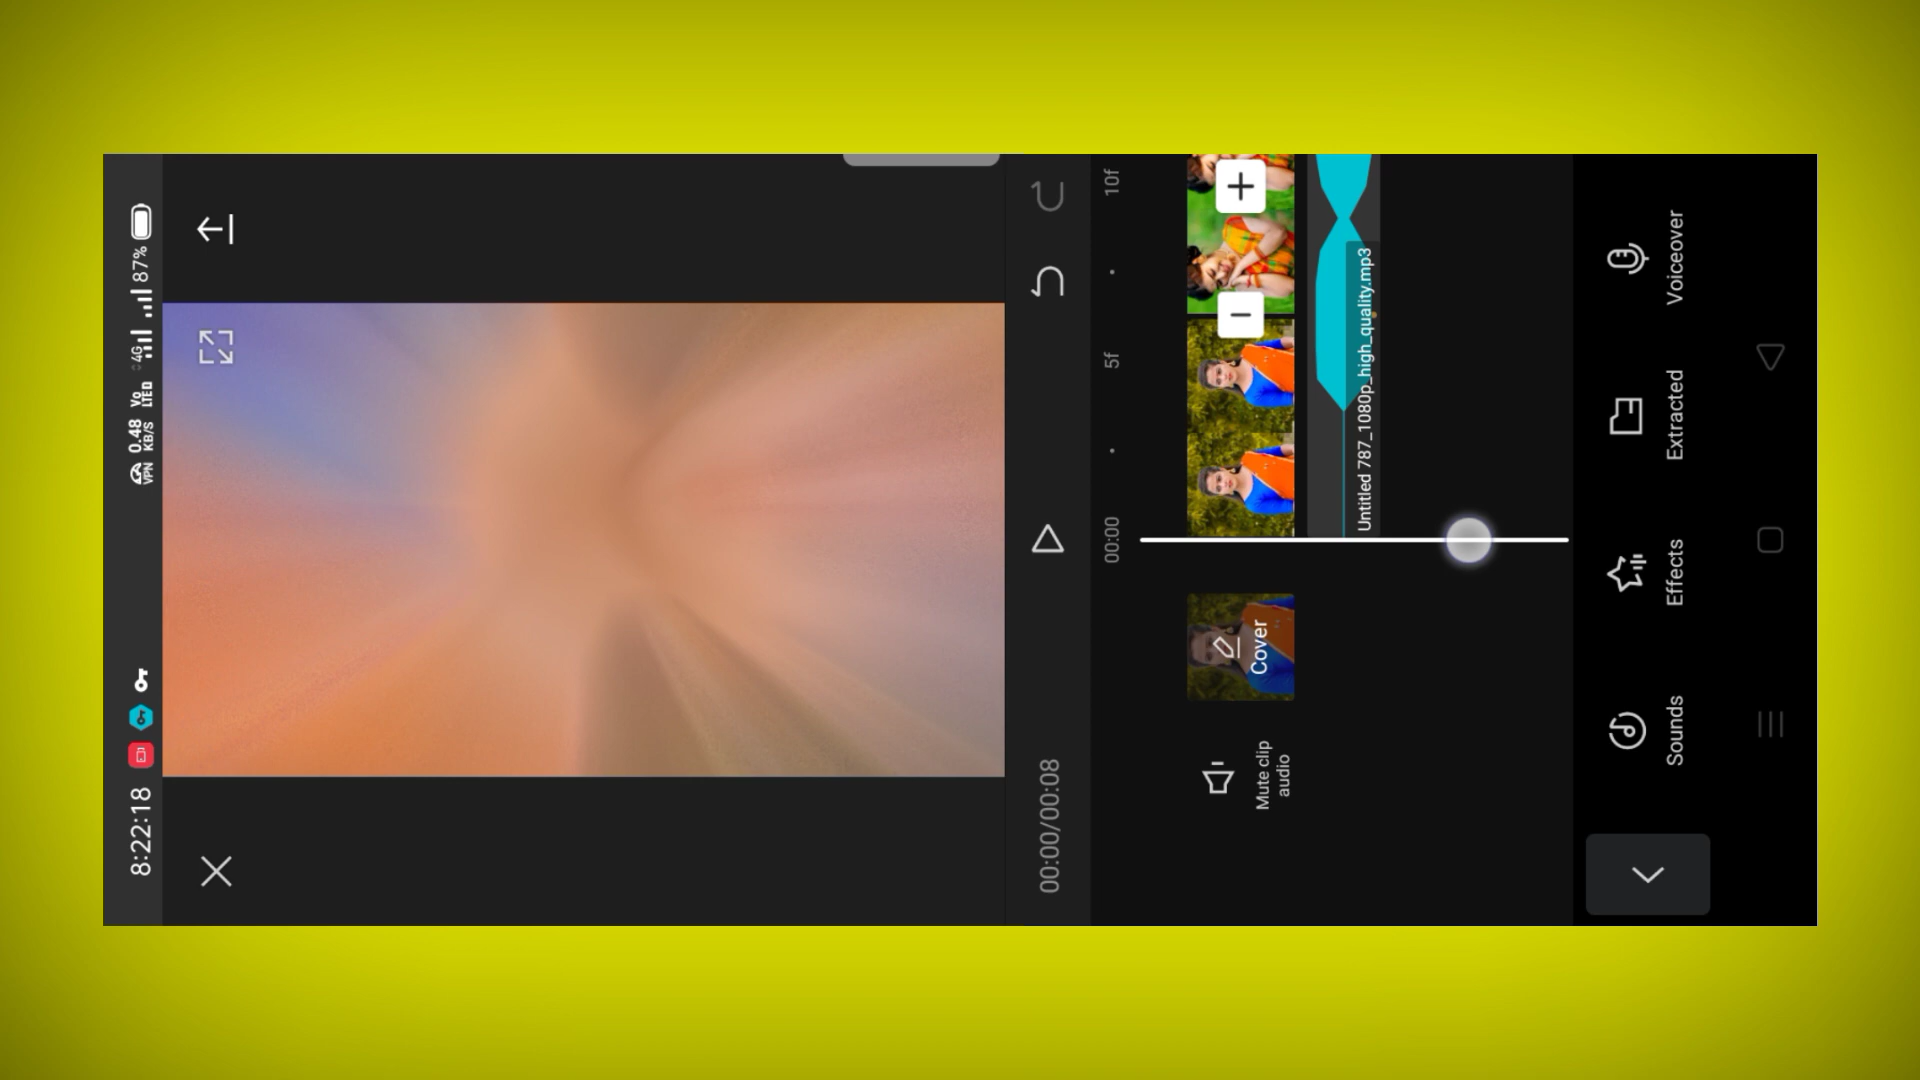 8:22:18
VPN
0.48
KB/S
Vo
LTED
4G
87%
00:00/00:08
00:00
5f
10f
Mute clip
audio
Cover
Untitled 787_1080p_high_quality.mp3
Sounds
Effects
Extracted
Voiceover